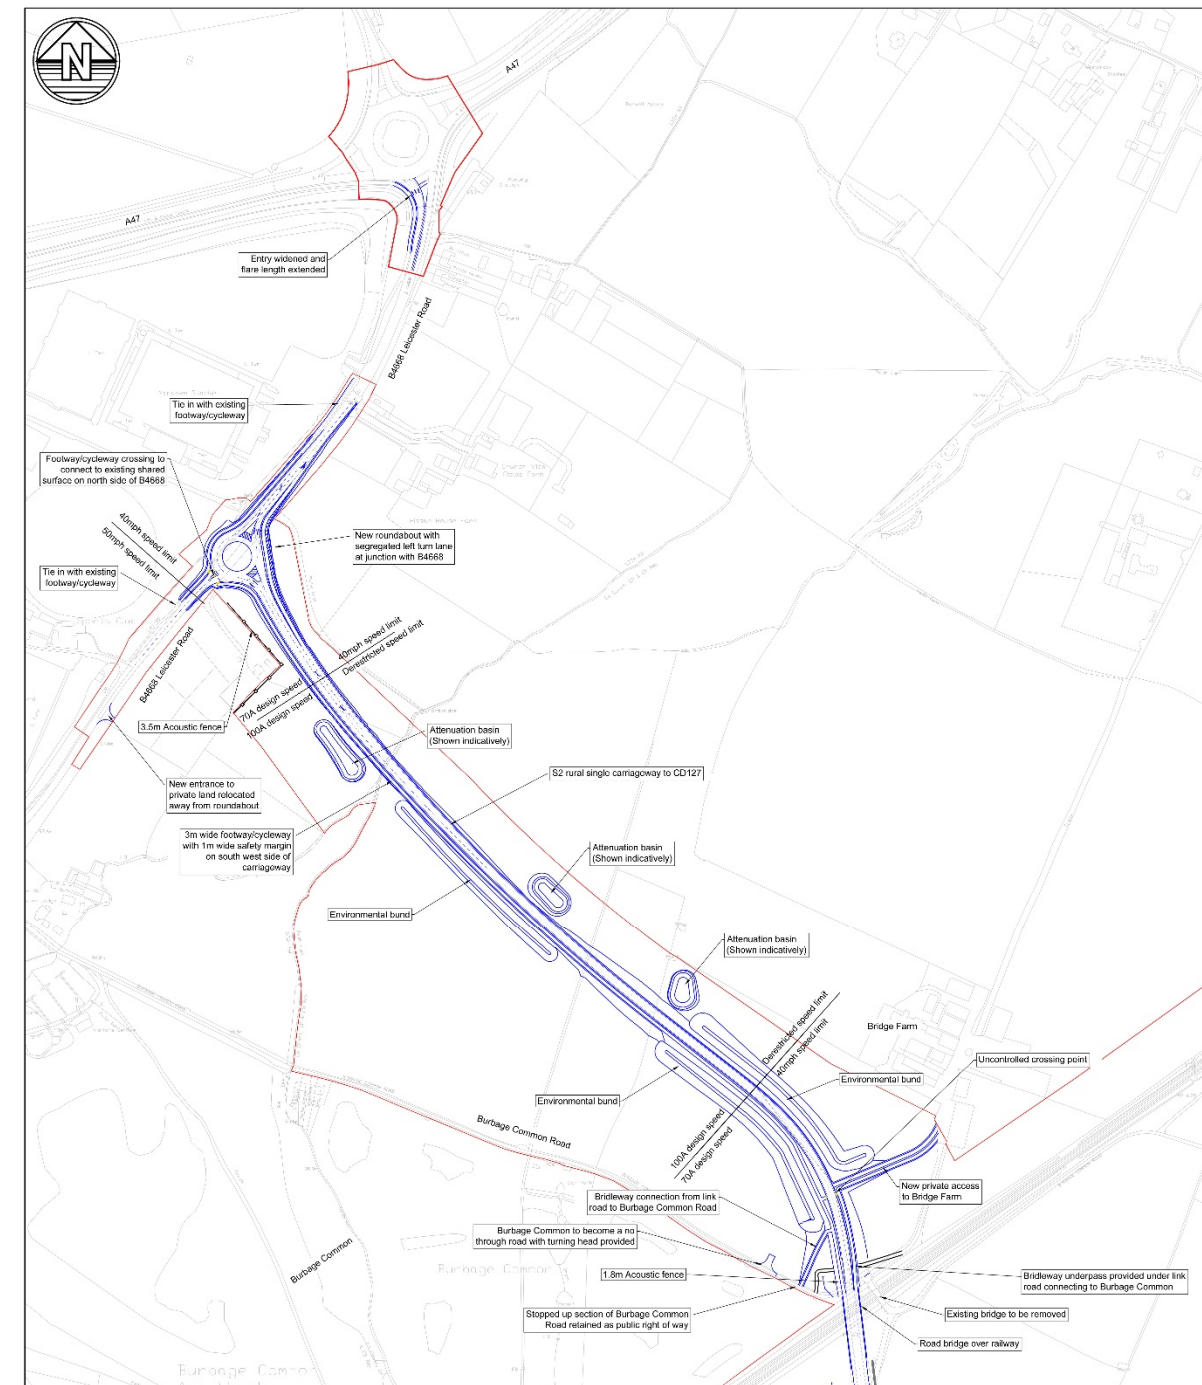 N
A47
A47
Entry widened and
flare length extended
B4668 Leicester Road
Tie in with existing
footway/cycleway
Footway/cycleway crossing to
connect to existing shared
surface on north side of B4668
40mph speed limit
50mph speed limit
New roundabout with
segregated left turn lane
at junction with B4668
Tie in with existing
footway/cycleway
B4668 Leicester Road
40mph speed limit
Derestricted speed limit
70A design speed
100A design speed
3.5m Acoustic fence
Attenuation basin
(Shown indicatively)
S2 rural single carriageway to CD127
New entrance to
private land relocated
away from roundabout
3m wide footway/cycleway
with 1m wide safety margin
on south west side of
carriageway
Attenuation basin
(Shown indicatively)
Environmental bund
Attenuation basin
(Shown indicatively)
Derestricted speed limit
40mph speed limit
Bridge Farm
Uncontrolled crossing point
Environmental bund
Environmental bund
100A design speed
70A design speed
Burbage Common Road
New private access
to Bridge Farm
Bridleway connection from link
road to Burbage Common Road
Burbage Common to become a no
through road with turning head provided
Burbage Common
Burbage Common
1.8m Acoustic fence
Bridleway underpass provided under link
road connecting to Burbage Common
Stopped up section of Burbage Common
Road retained as public right of way
Existing bridge to be removed
Road bridge over railway
Burbage Common